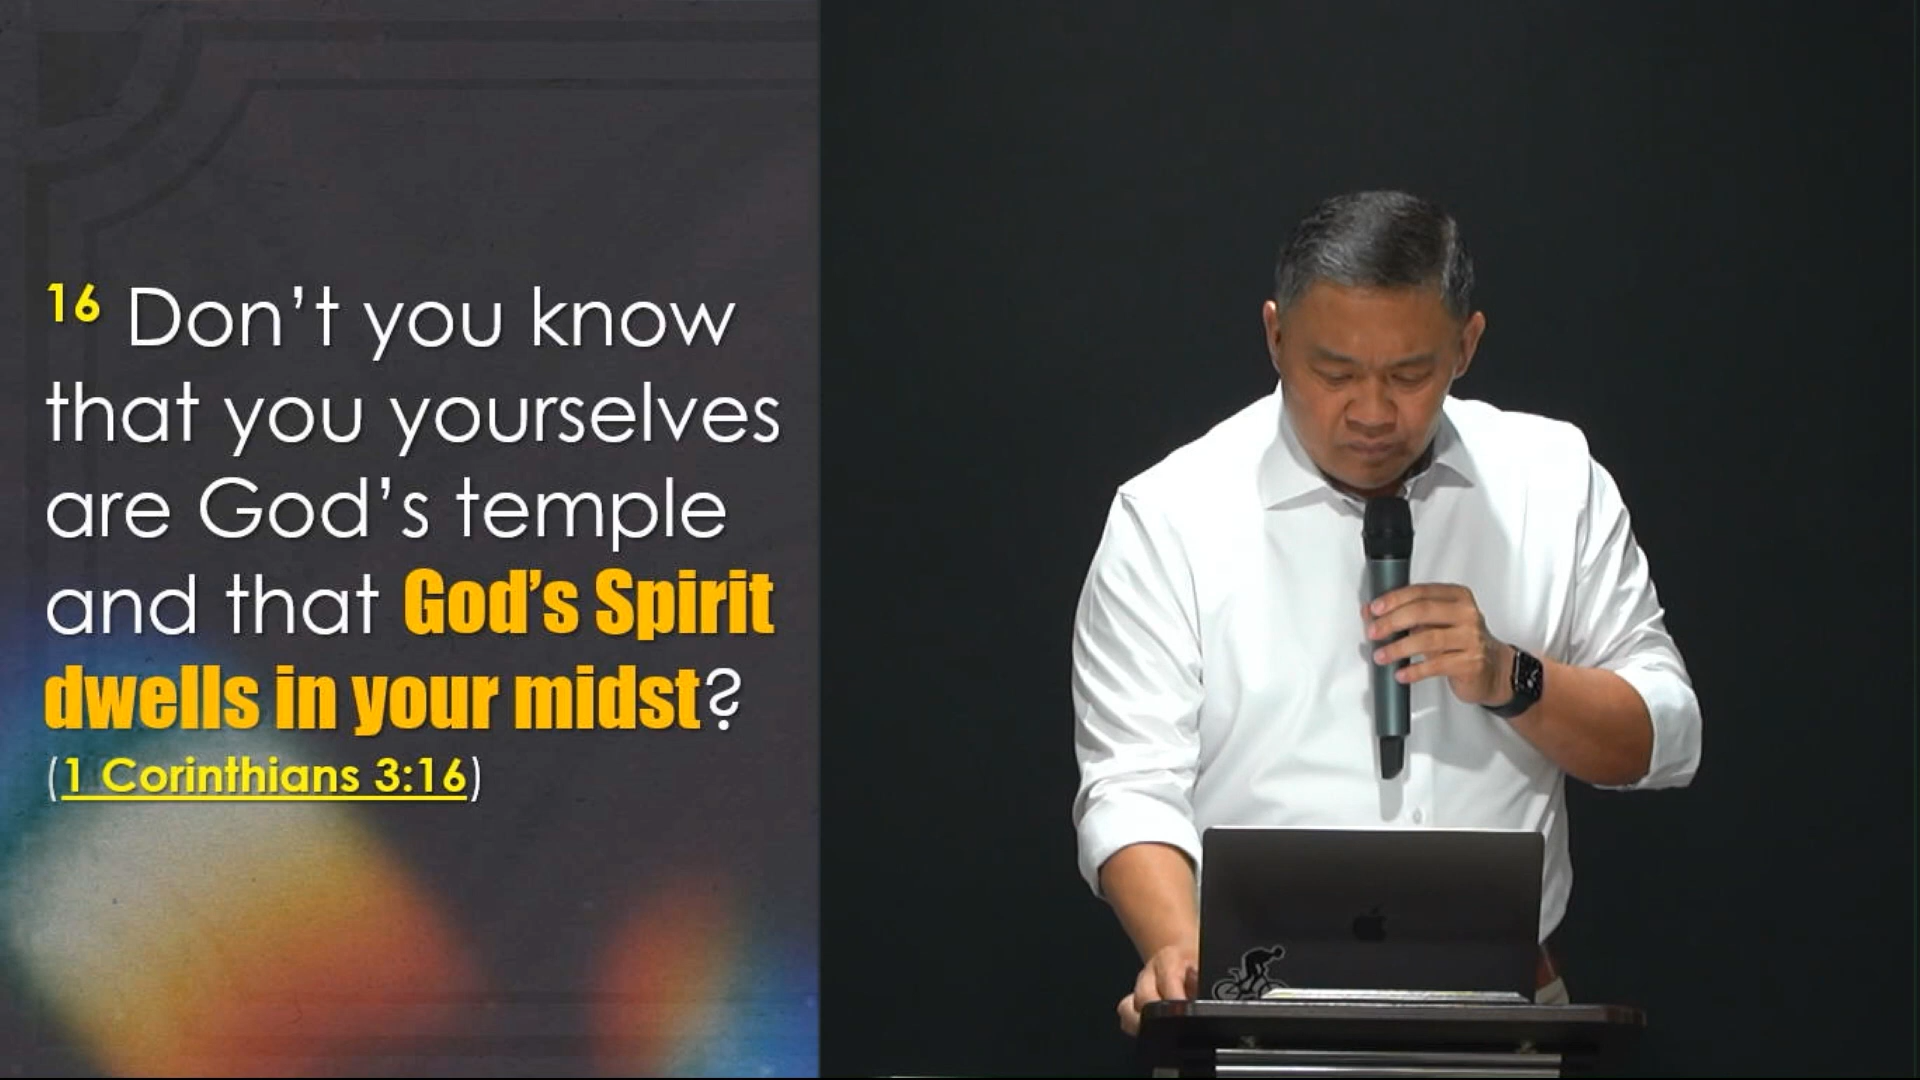 16 Don’t you know
that you yourselves
are God’s temple
and that God’s Spirit
dwells in your midst?
(1 Corinthians 3:16)